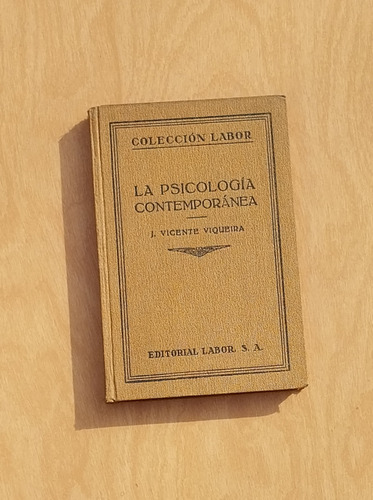 COLECCIÓN LABOR
LA PSICOLOGÍA
CONTEMPORÁNEA
J. VICENTE VIQUEIRA
EDITORIAL LABOR, S. A.